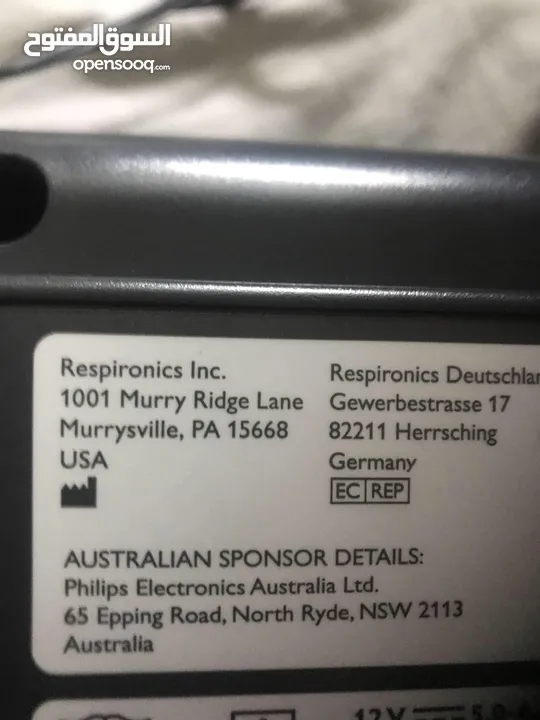 السوق المفتوح
opensooq.com
Respironics Inc.
1001 Murry Ridge Lane
Murrysville, PA 15668
USA
Respironics Deutschlan
Gewerbestrasse 17
82211 Herrsching
Germany
EC REP
AUSTRALIAN SPONSOR DETAILS:
Philips Electronics Australia Ltd.
65 Epping Road, North Ryde, NSW 2113
Australia
12V